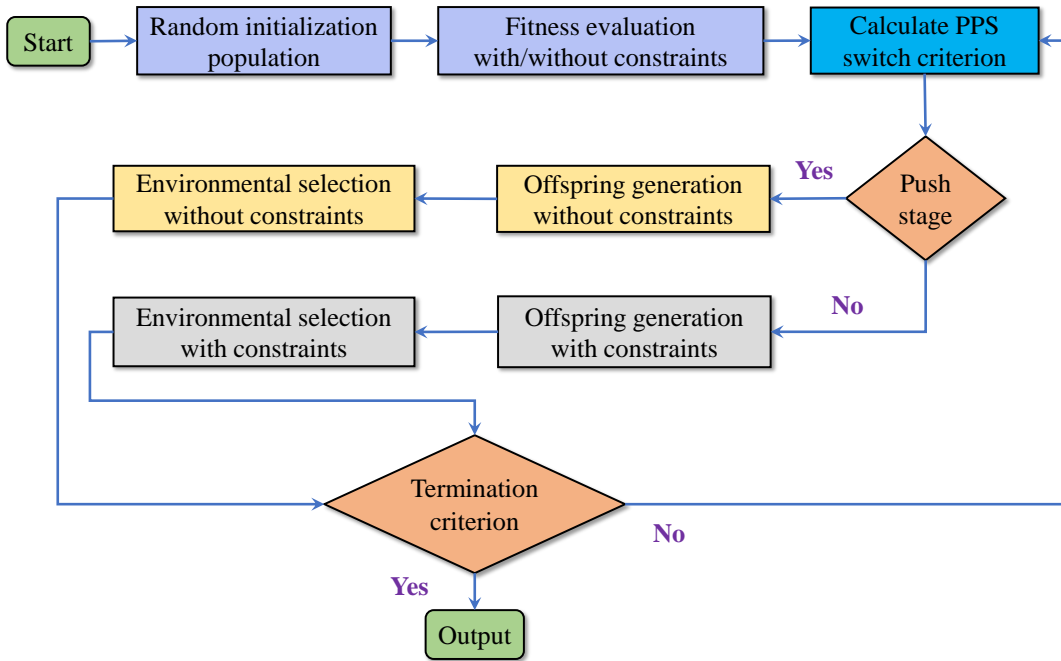 Start
Random initialization
population
Fitness evaluation
with/without constraints
Calculate PPS
switch criterion
Environmental selection
without constraints
Offspring generation
without constraints
Yes
Push
stage
Environmental selection
with constraints
Offspring generation
with constraints
No
Termination
criterion
No
Yes
Output